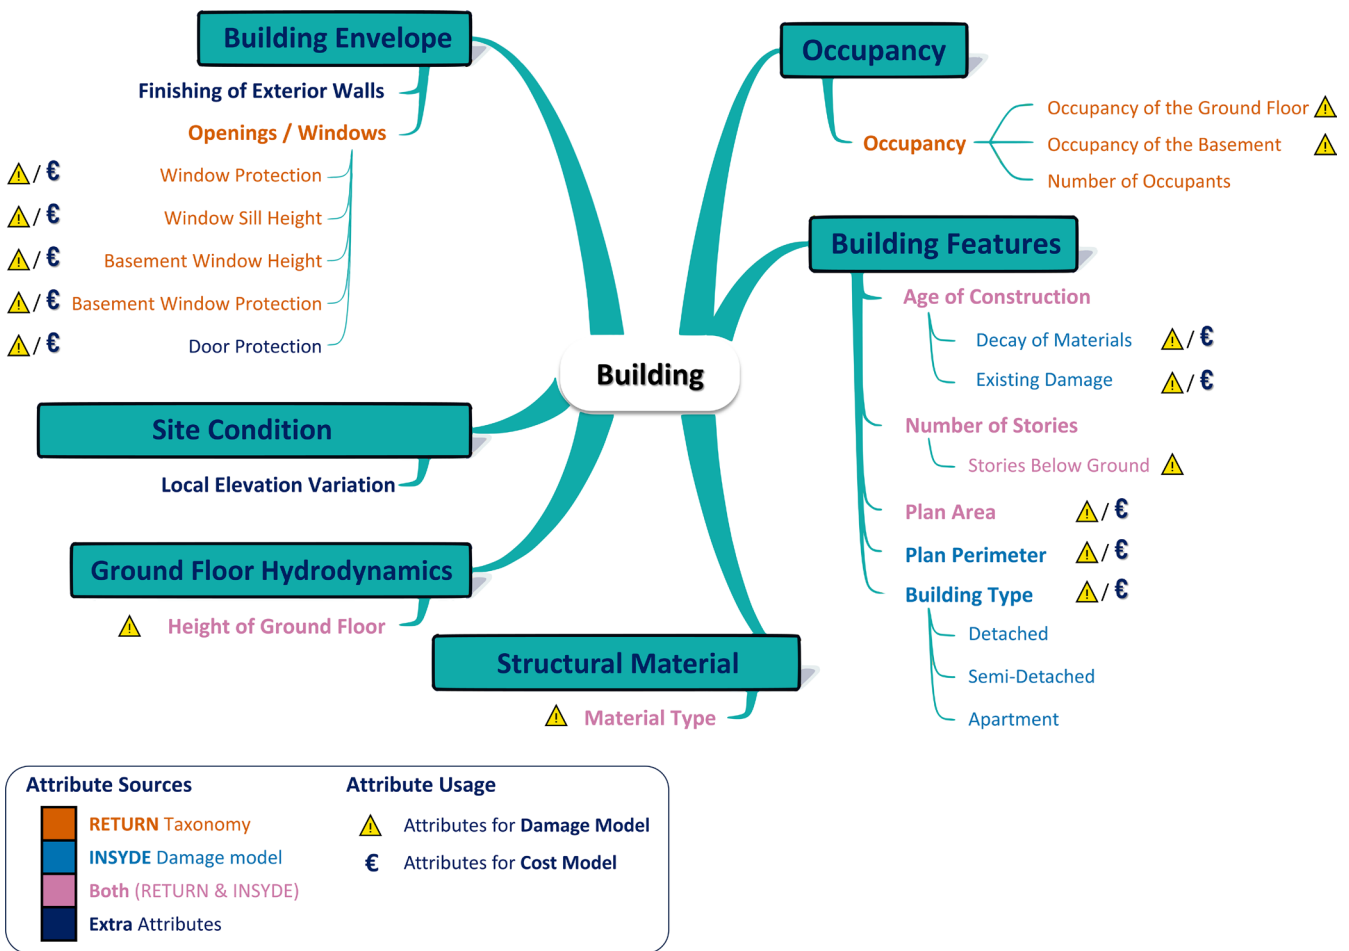 Building Envelope
Finishing of Exterior Walls
Openings / Windows
/ € Window Protection
/ € Window Sill Height
/ € Basement Window Height
/ € Basement Window Protection
/ € Door Protection
Site Condition
Local Elevation Variation
Ground Floor Hydrodynamics
Height of Ground Floor
Structural Material
Material Type
Building
Occupancy
Occupancy
Occupancy of the Ground Floor
Occupancy of the Basement
Number of Occupants
Building Features
Age of Construction
Decay of Materials / €
Existing Damage / €
Number of Stories
Stories Below Ground
Plan Area / €
Plan Perimeter / €
Building Type / €
Detached
Semi-Detached
Apartment
Attribute Sources
RETURN Taxonomy
INSYDE Damage model
Both (RETURN & INSYDE)
Extra Attributes
Attribute Usage
Attributes for Damage Model
€ Attributes for Cost Model